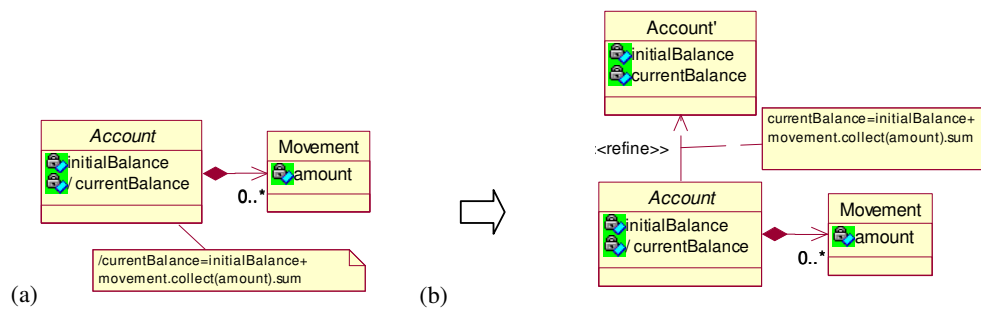 Account
initialBalance
/ currentBalance
Movement
amount
0..*
/currentBalance=initialBalance+
movement.collect(amount).sum
(a)
Account'
initialBalance
currentBalance
currentBalance=initialBalance+
movement.collect(amount).sum
<<refine>>
Account
initialBalance
/ currentBalance
Movement
amount
0..*
(b)